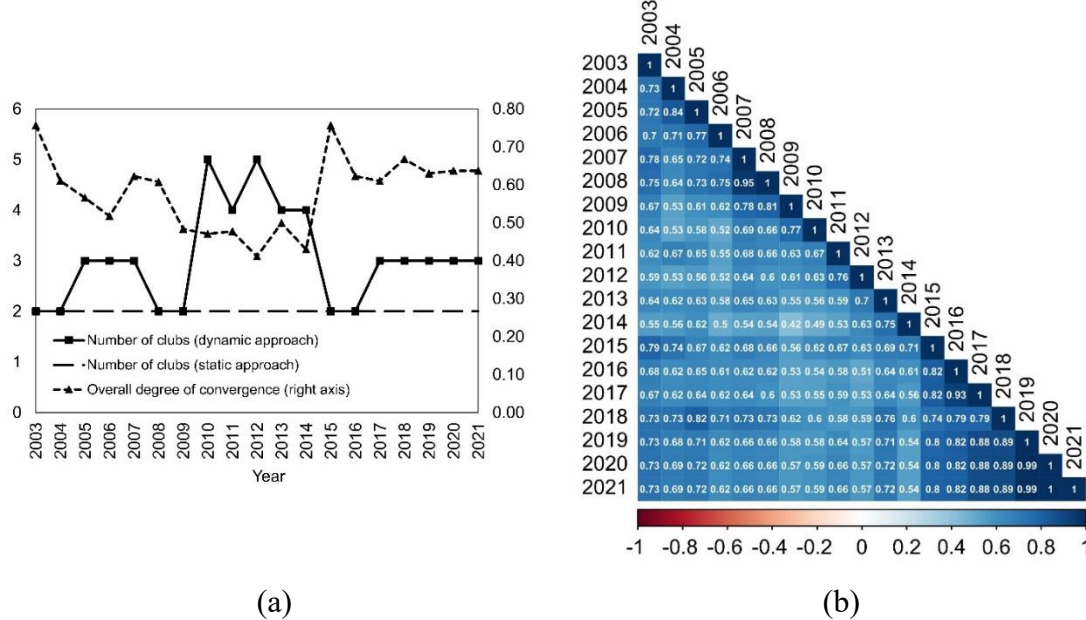 6
5
4
3
2
1
0
0.80
0.70
0.60
0.50
0.40
0.30
0.20
0.10
0.00
Number of clubs (dynamic approach)
Number of clubs (static approach)
Overall degree of convergence (right axis)
2003 2004 2005 2006 2007 2008 2009 2010 2011 2012 2013 2014 2015 2016 2017 2018 2019 2020 2021
Year
(a)
2003 2004 2005 2006 2007 2008 2009 2010 2011 2012 2013 2014 2015 2016 2017 2018 2019 2020 2021
2003 1
2004 0.73 1
2005 0.72 0.84 1
2006 0.7 0.71 0.77 1
2007 0.78 0.65 0.72 0.74 1
2008 0.75 0.64 0.73 0.75 0.95 1
2009 0.67 0.53 0.61 0.62 0.78 0.81 1
2010 0.64 0.53 0.58 0.52 0.69 0.66 0.77 1
2011 0.62 0.67 0.65 0.55 0.68 0.66 0.63 0.67 1
2012 0.59 0.53 0.56 0.52 0.64 0.6 0.61 0.63 0.76 1
2013 0.64 0.62 0.63 0.58 0.65 0.63 0.55 0.56 0.59 0.7 1
2014 0.55 0.56 0.62 0.5 0.54 0.54 0.42 0.49 0.53 0.63 0.75 1
2015 0.79 0.74 0.67 0.62 0.68 0.66 0.56 0.62 0.67 0.63 0.69 0.71 1
2016 0.68 0.62 0.65 0.61 0.62 0.62 0.53 0.54 0.56 0.51 0.64 0.61 0.82 1
2017 0.67 0.62 0.64 0.62 0.64 0.6 0.53 0.55 0.56 0.53 0.64 0.56 0.82 0.93 1
2018 0.73 0.73 0.82 0.71 0.73 0.73 0.62 0.6 0.58 0.59 0.76 0.6 0.74 0.79 0.79 1
2019 0.73 0.68 0.71 0.62 0.66 0.66 0.58 0.58 0.64 0.57 0.71 0.54 0.8 0.82 0.88 0.89 1
2020 0.73 0.69 0.72 0.62 0.66 0.66 0.57 0.59 0.66 0.57 0.72 0.54 0.8 0.82 0.88 0.89 0.99 1
2021 0.73 0.69 0.72 0.62 0.66 0.66 0.57 0.59 0.66 0.57 0.72 0.54 0.8 0.82 0.88 0.89 0.99 1 1
-1 -0.8 -0.6 -0.4 -0.2 0 0.2 0.4 0.6 0.8 1
(b)